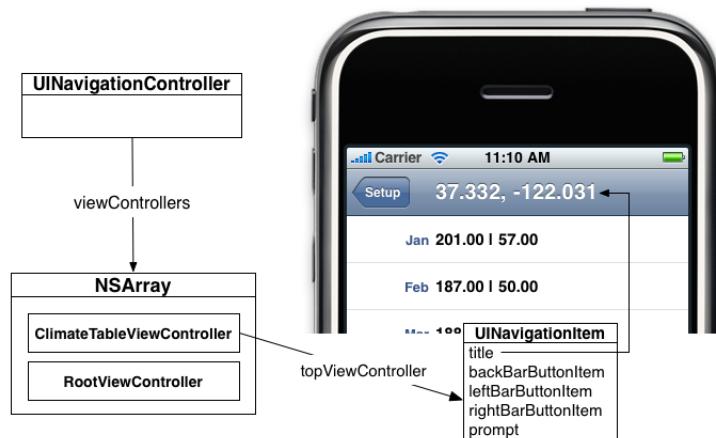 UINavigationController
viewControllers
NSArray
ClimateTableViewController
RootViewController
topViewController
Carrier 11:10 AM
Setup 37.332, -122.031
Jan 201.00 | 57.00
Feb 187.00 | 50.00
UINavigationItem
title
backBarButtonItem
leftBarButtonItem
rightBarButtonItem
prompt